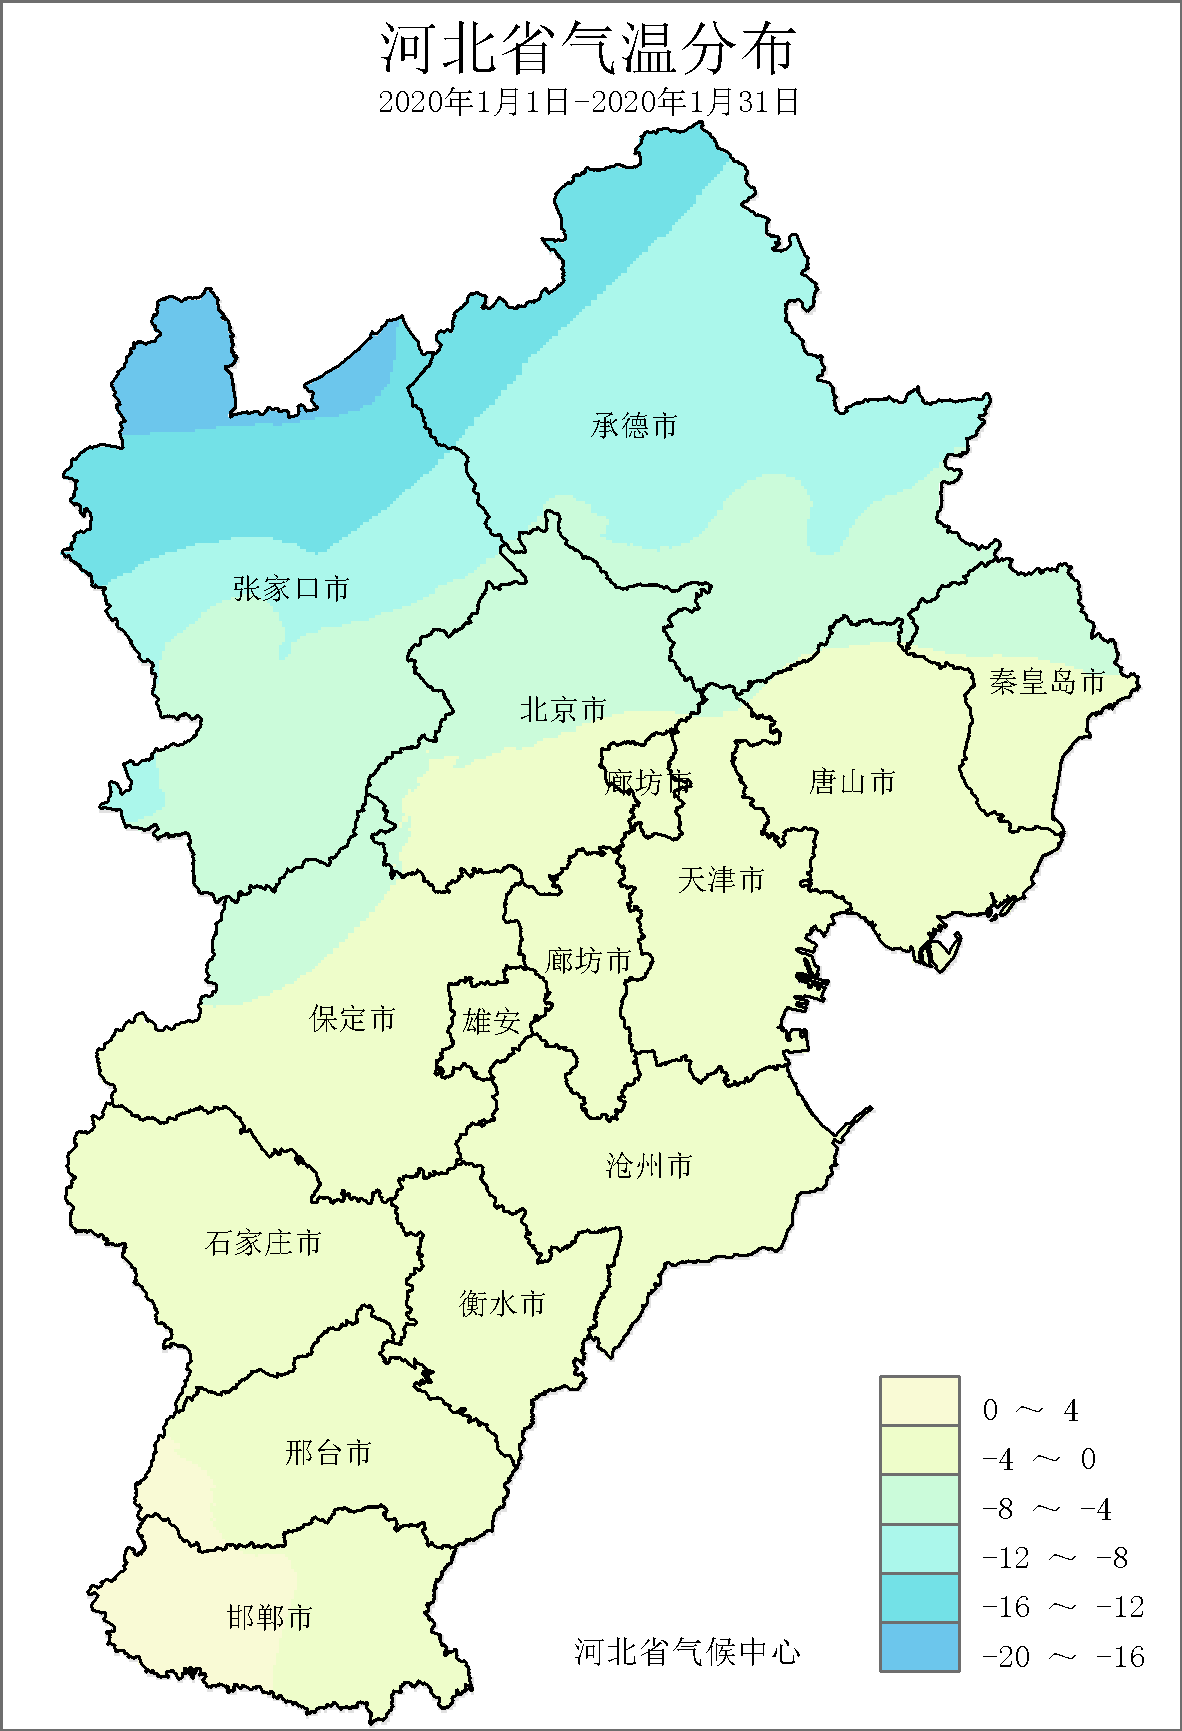 河北省气温分布
2020年1月1日-2020年1月31日
承德市
张家口市
秦皇岛市
北京市
廊坊市
唐山市
天津市
廊坊市
保定市
雄安
沧州市
石家庄市
衡水市
邢台市
邯郸市
0 ～ 4
-4 ～ 0
-8 ～ -4
-12 ～ -8
-16 ～ -12
-20 ～ -16
河北省气候中心